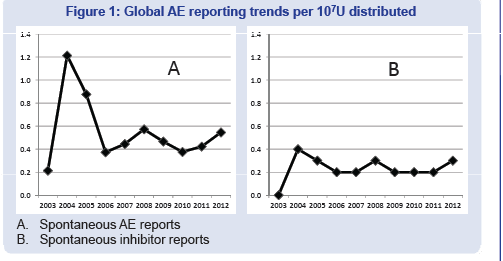 Figure 1: Global AE reporting trends per 10⁷U distributed
1.4
1.2
1.0
0.8
0.6
0.4
0.2
0.0
A
2003 2004 2005 2006 2007 2008 2009 2010 2011 2012
1.4
1.2
1.0
0.8
0.6
0.4
0.2
0.0
B
2003 2004 2005 2006 2007 2008 2009 2010 2011 2012
A. Spontaneous AE reports
B. Spontaneous inhibitor reports